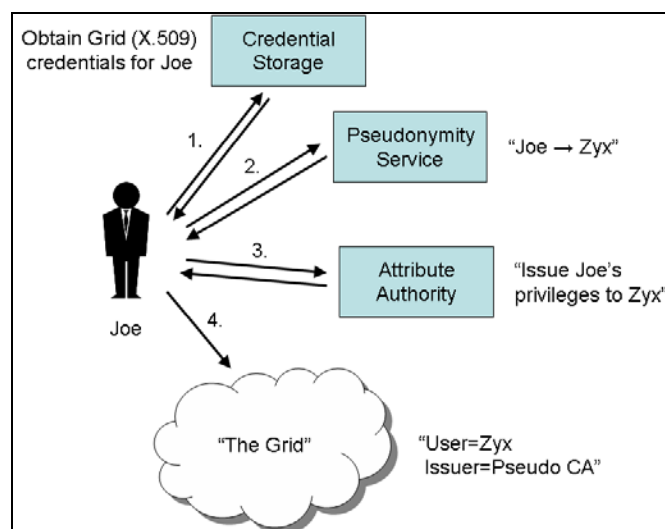 Obtain Grid (X.509)
credentials for Joe
Credential
Storage
1.
2.
Pseudonymity
Service
“Joe → Zyx”
3.
Attribute
Authority
“Issue Joe’s
privileges to Zyx”
Joe
4.
“The Grid”
“User=Zyx
Issuer=Pseudo CA”